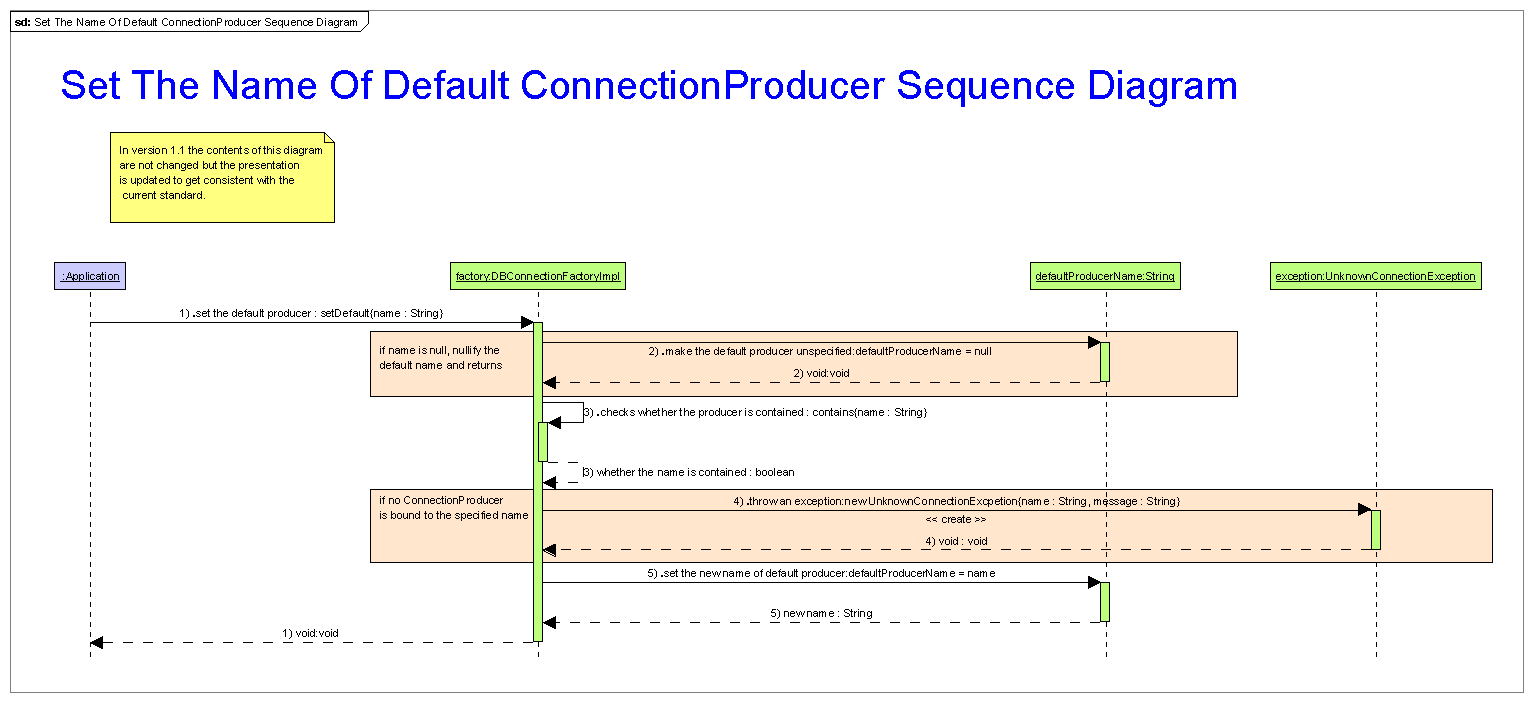 sd: Set The Name Of Default ConnectionProducer Sequence Diagram
Set The Name Of Default ConnectionProducer Sequence Diagram
In version 1.1 the contents of this diagram
are not changed but the presentation
is updated to get consistent with the
current standard.
:Application
factory:DBConnectionFactoryImpl
defaultProducerName:String
exception:UnknownConnectionException
1) .set the default producer : setDefault{name : String}
if name is null, nullify the
default name and returns
2) .make the default producer unspecified:defaultProducerName = null
2) void:void
3) .checks whether the producer is contained : contains{name : String}
3) whether the name is contained : boolean
if no ConnectionProducer
is bound to the specified name
4) .throw an exception:new UnknownConnectionExcpetion{name : String, message : String}
<< create >>
4) void : void
5) .set the new name of default producer:defaultProducerName = name
5) new name : String
1) void:void